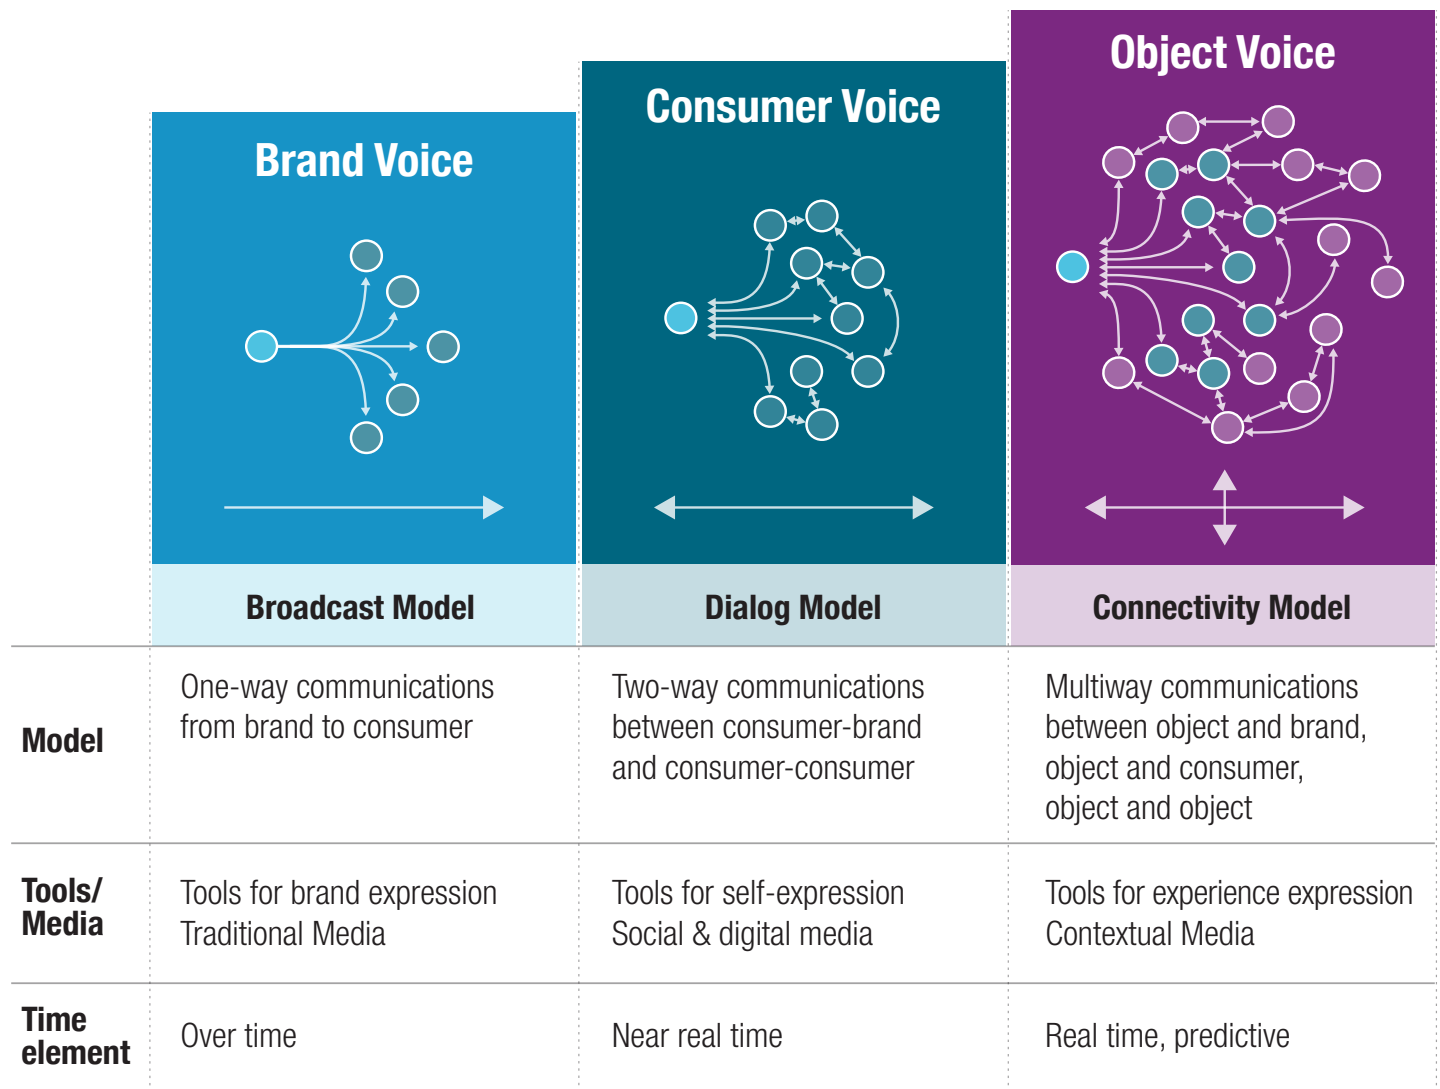 Brand Voice
Consumer Voice
Object Voice
Broadcast Model
Dialog Model
Connectivity Model
Model
One-way communications
from brand to consumer
Two-way communications
between consumer-brand
and consumer-consumer
Multiway communications
between object and brand,
object and consumer,
object and object
Tools/
Media
Tools for brand expression
Traditional Media
Tools for self-expression
Social & digital media
Tools for experience expression
Contextual Media
Time
element
Over time
Near real time
Real time, predictive